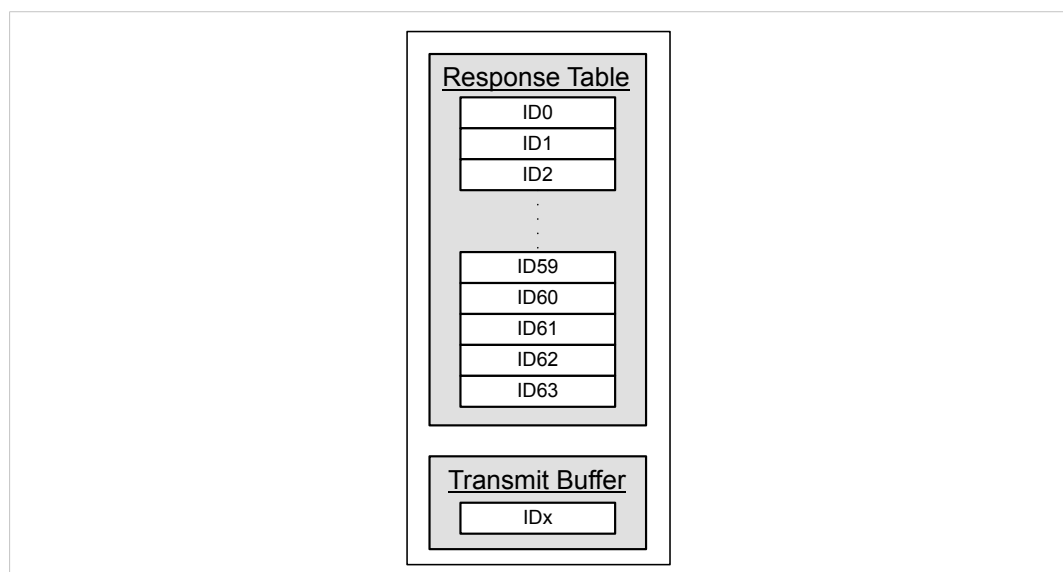 Response Table
ID0
ID1
ID2
.
.
.
.
ID59
ID60
ID61
ID62
ID63
Transmit Buffer
IDx